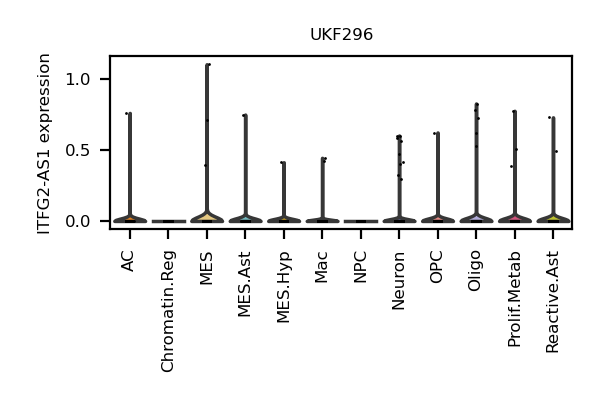 UKF296
ITFG2-AS1 expression
1.0
0.5
0.0
AC
Chromatin.Reg
MES
MES.Ast
MES.Hyp
Mac
NPC
Neuron
OPC
Oligo
Prolif.Metab
Reactive.Ast